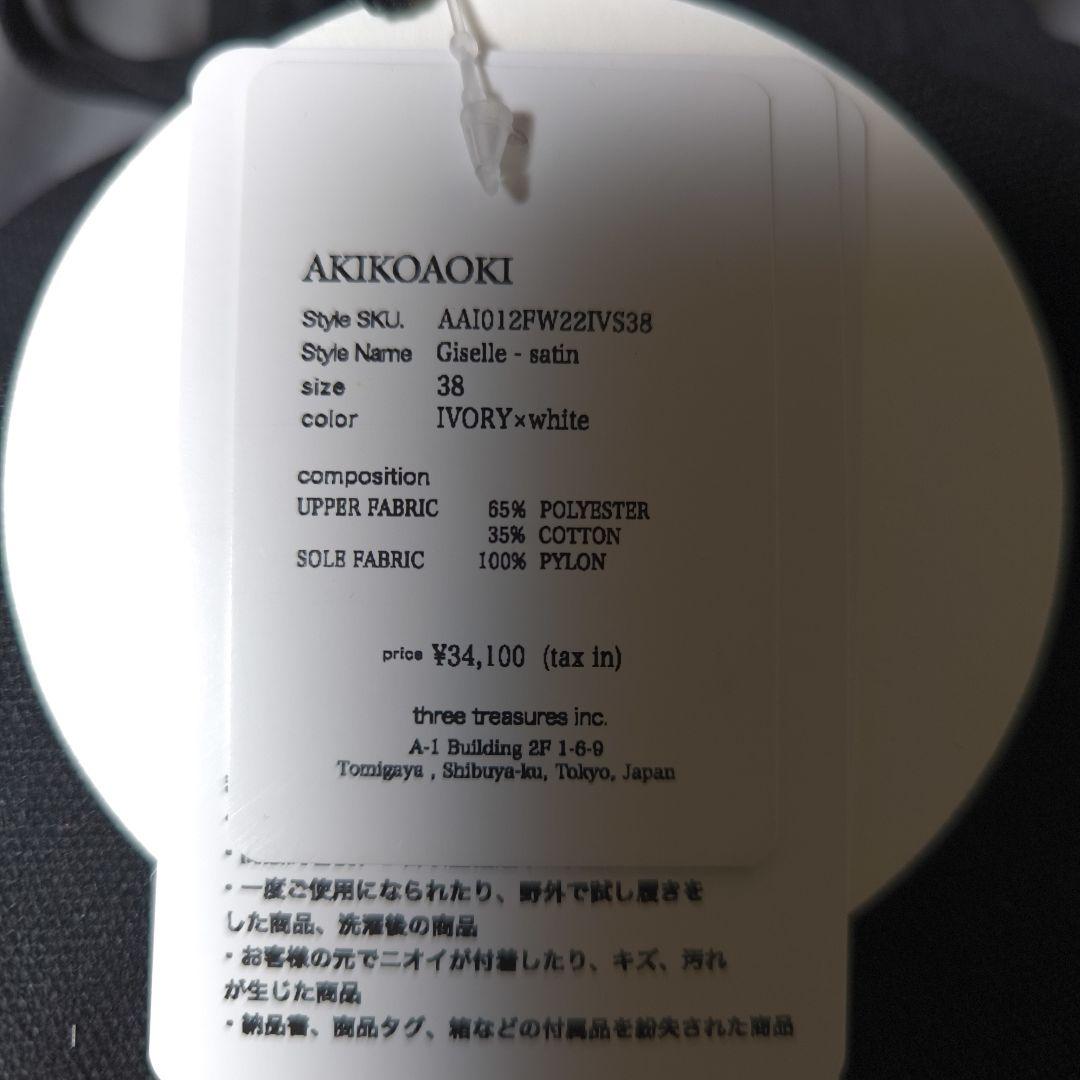 AKIKOAOKI
Style SKU. AAI012FW22IVS38
Style Name Giselle - satin
size 38
color IVORY×white
composition
UPPER FABRIC 65% POLYESTER
35% COTTON
SOLE FABRIC 100% PYLON
price ¥34,100 (tax in)
three treasures inc.
A-1 Building 2F 1-6-9
Tomigaya , Shibuya-ku, Tokyo, Japan
・一度ご使用になられたり、野外で試し履きを
した商品、洗濯後の商品
・お客様の元でニオイが付着したり、キズ、汚れ
が生じた商品
・納品書、商品タグ、箱などの付属品を紛失された商品